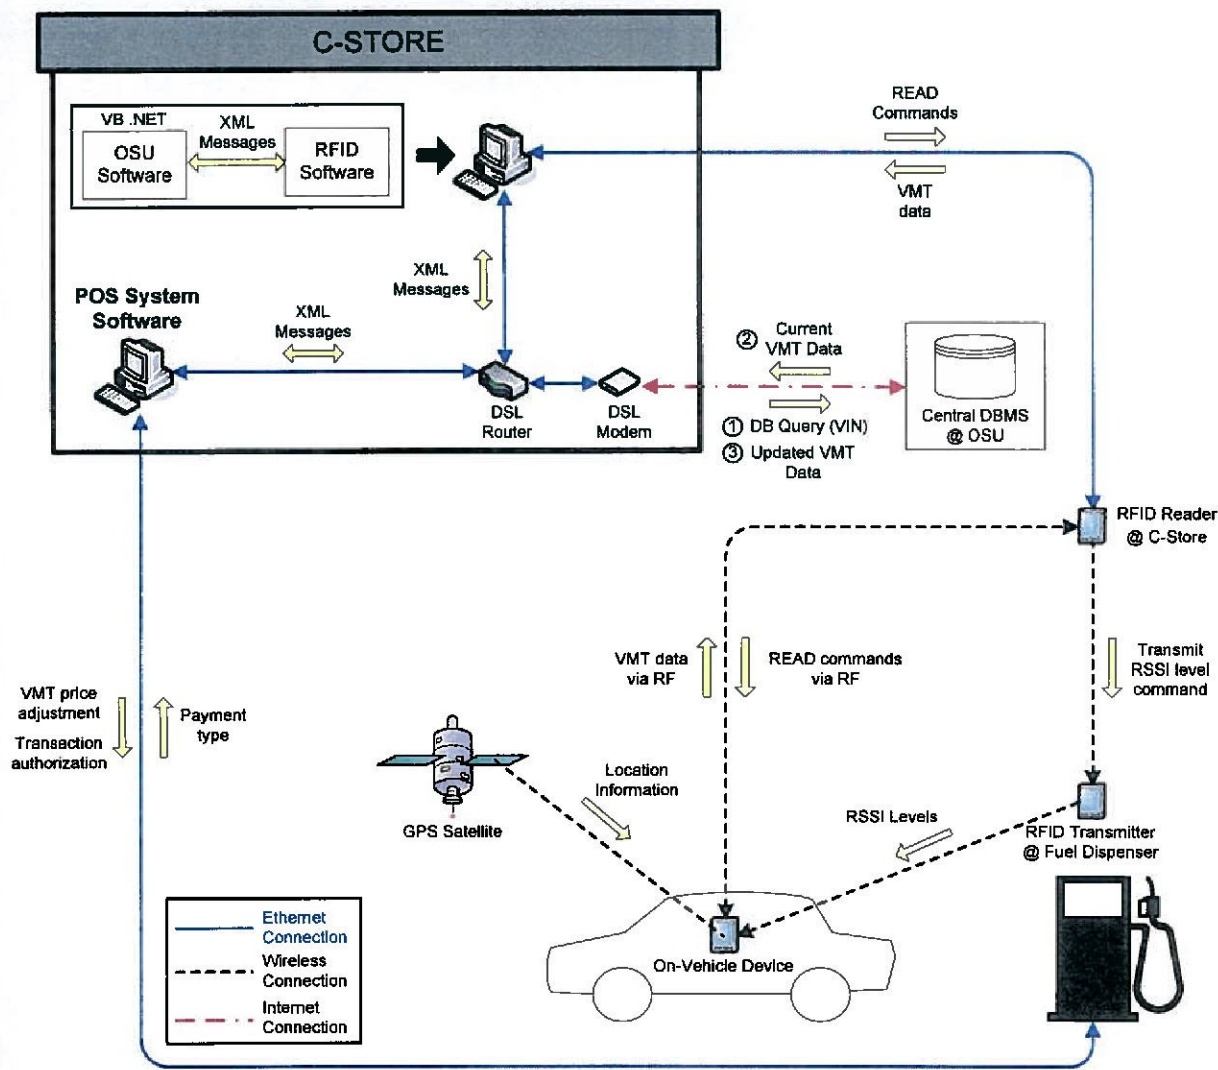 C-STORE
VB .NET
OSU
Software
XML
Messages
RFID
Software
READ
Commands
VMT
data
XML
Messages
POS System
Software
XML
Messages
DSL
Router
DSL
Modem
2 Current
VMT Data
1 DB Query (VIN)
3 Updated VMT
Data
Central DBMS
@ OSU
RFID Reader
@ C-Store
VMT data
via RF
READ commands
via RF
Transmit
RSSI level
command
VMT price
adjustment
Transaction
authorization
Payment
type
Location
Information
GPS Satellite
RSSI Levels
RFID Transmitter
@ Fuel Dispenser
On-Vehicle Device
Ethernet
Connection
Wireless
Connection
Internet
Connection